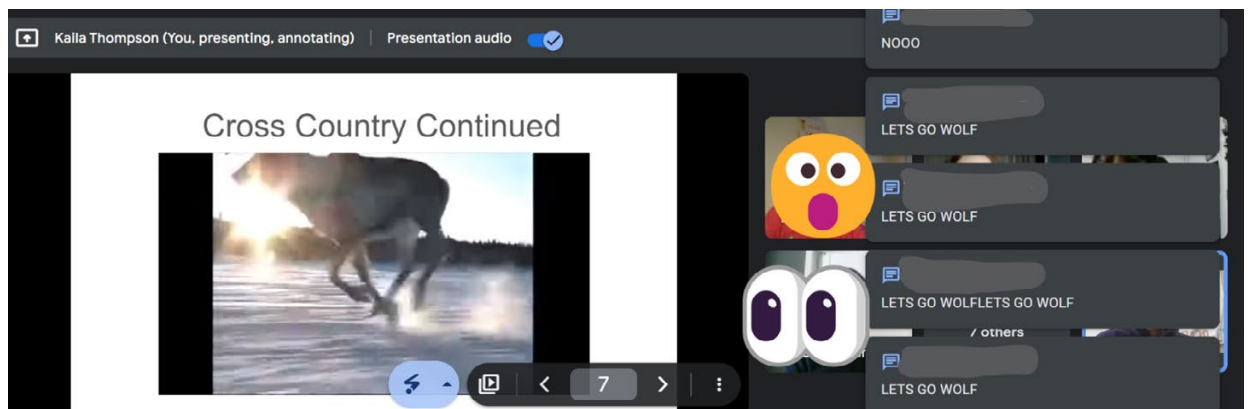 Kaila Thompson (You, presenting, annotating) | Presentation audio
Cross Country Continued
7
NOOO
LETS GO WOLF
LETS GO WOLF
LETS GO WOLFLETS GO WOLF
7 others
LETS GO WOLF